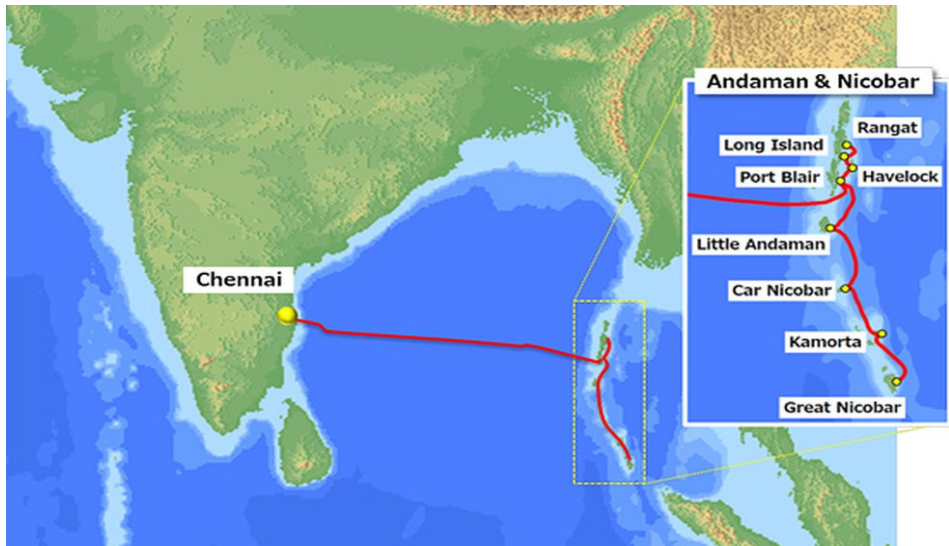 Andaman & Nicobar
Rangat
Long Island
Port Blair
Havelock
Little Andaman
Chennai
Car Nicobar
Kamorta
Great Nicobar